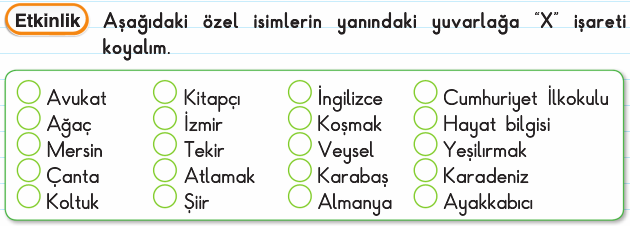 Etkinlik Aşağıdaki özel isimlerin yanındaki yuvarlağa “X” işareti
koyalım.
Avukat Kitapçı İngilizce Cumhuriyet İlkokulu
Ağaç İzmir Koşmak Hayat bilgisi
Mersin Tekir Veysel Yeşilırmak
Çanta Atlamak Karabaş Karadeniz
Koltuk Şiir Almanya Ayakkabıcı